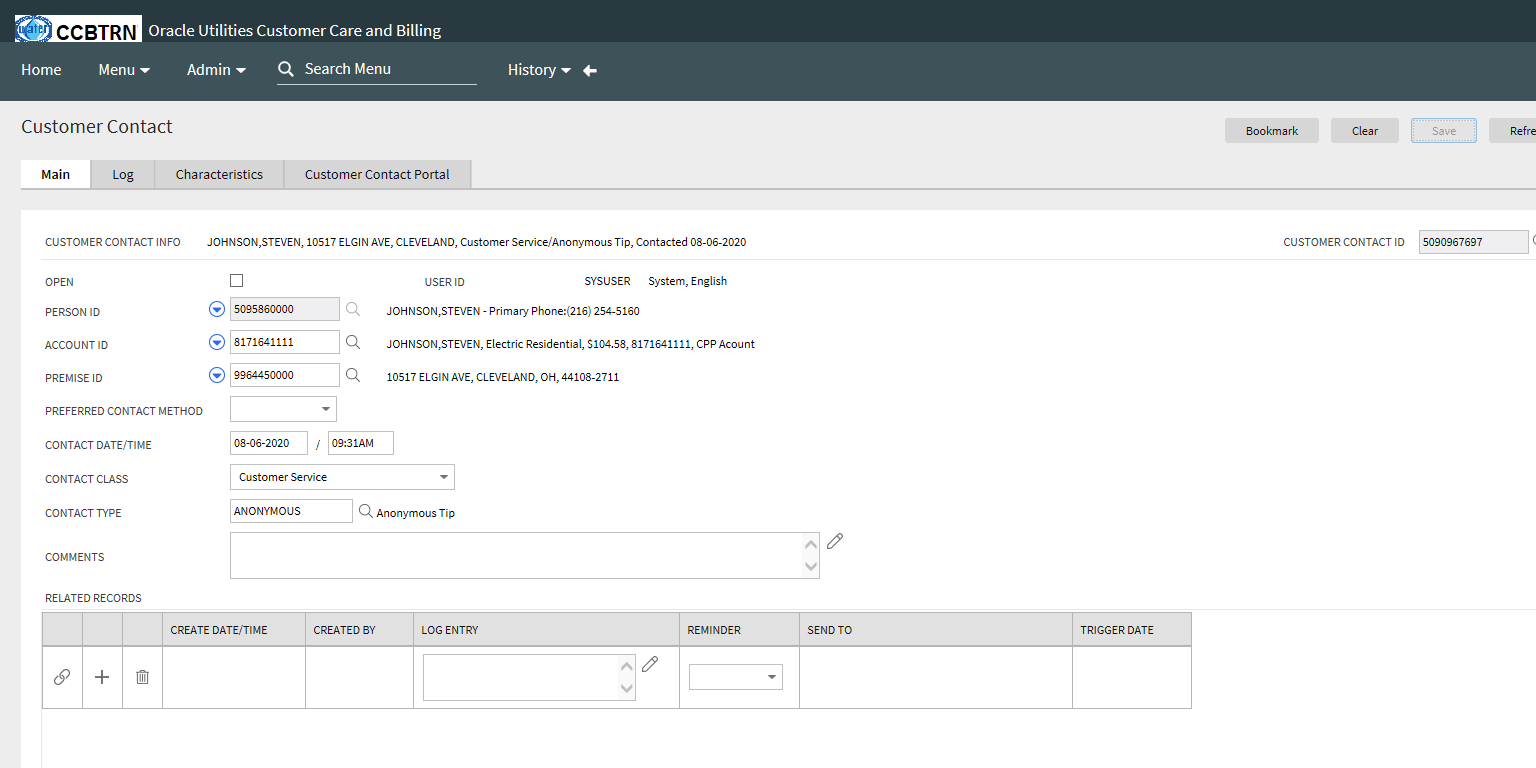 water CCBTRN Oracle Utilities Customer Care and Billing
Home Menu Admin Search Menu History
Customer Contact
Bookmark Clear Save Refre
Main Log Characteristics Customer Contact Portal
CUSTOMER CONTACT INFO JOHNSON,STEVEN, 10517 ELGIN AVE, CLEVELAND, Customer Service/Anonymous Tip, Contacted 08-06-2020 CUSTOMER CONTACT ID 5090967697
OPEN USER ID SYSUSER System, English
PERSON ID 5095860000 JOHNSON,STEVEN - Primary Phone:(216) 254-5160
ACCOUNT ID 8171641111 JOHNSON,STEVEN, Electric Residential, $104.58, 8171641111, CPP Acount
PREMISE ID 9964450000 10517 ELGIN AVE, CLEVELAND, OH, 44108-2711
PREFERRED CONTACT METHOD
CONTACT DATE/TIME 08-06-2020 / 09:31AM
CONTACT CLASS Customer Service
CONTACT TYPE ANONYMOUS Anonymous Tip
COMMENTS
RELATED RECORDS
CREATE DATE/TIME CREATED BY LOG ENTRY REMINDER SEND TO TRIGGER DATE